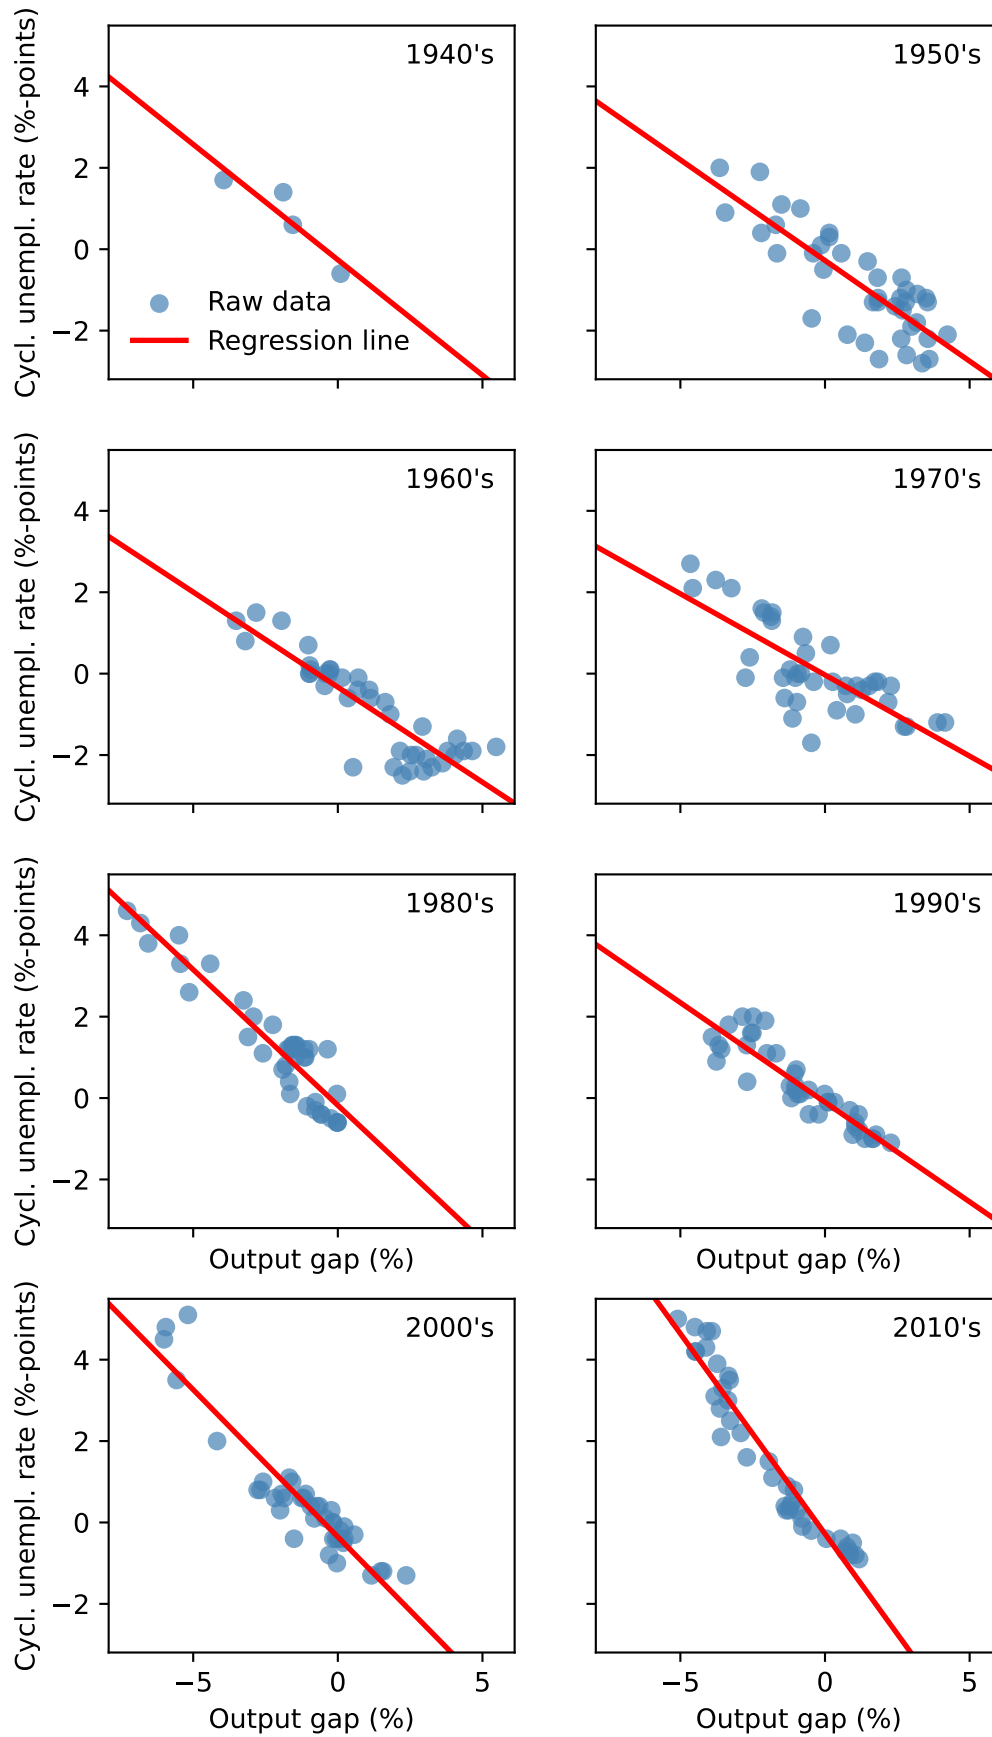 1940's
1950's
4
2
0
−2
Cycl. unempl. rate (%-points)
Raw data
Regression line
1960's
1970's
4
2
0
−2
Cycl. unempl. rate (%-points)
1980's
1990's
4
2
0
−2
Cycl. unempl. rate (%-points)
Output gap (%)
Output gap (%)
2000's
2010's
4
2
0
−2
Cycl. unempl. rate (%-points)
−5 0 5
−5 0 5
Output gap (%)
Output gap (%)